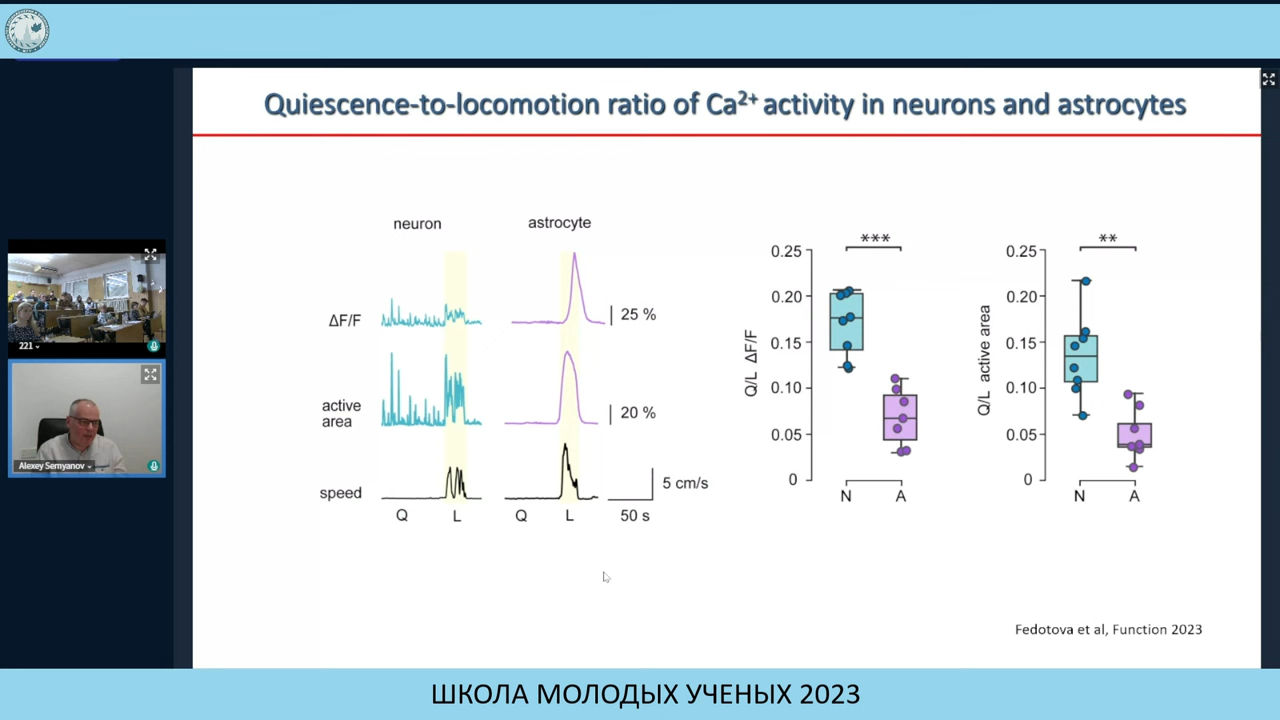 Quiescence-to-locomotion ratio of Ca²⁺ activity in neurons and astrocytes
neuron
astrocyte
ΔF/F
25 %
active
area
20 %
speed
5 cm/s
50 s
Q
L
Q
L
***
0.25
0.20
0.15
0.10
0.05
0
Q/L ΔF/F
N
A
**
0.25
0.20
0.15
0.10
0.05
0
Q/L active area
N
A
Fedotova et al, Function 2023
221
Alexey Semyanov
ШКОЛА МОЛОДЫХ УЧЕНЫХ 2023